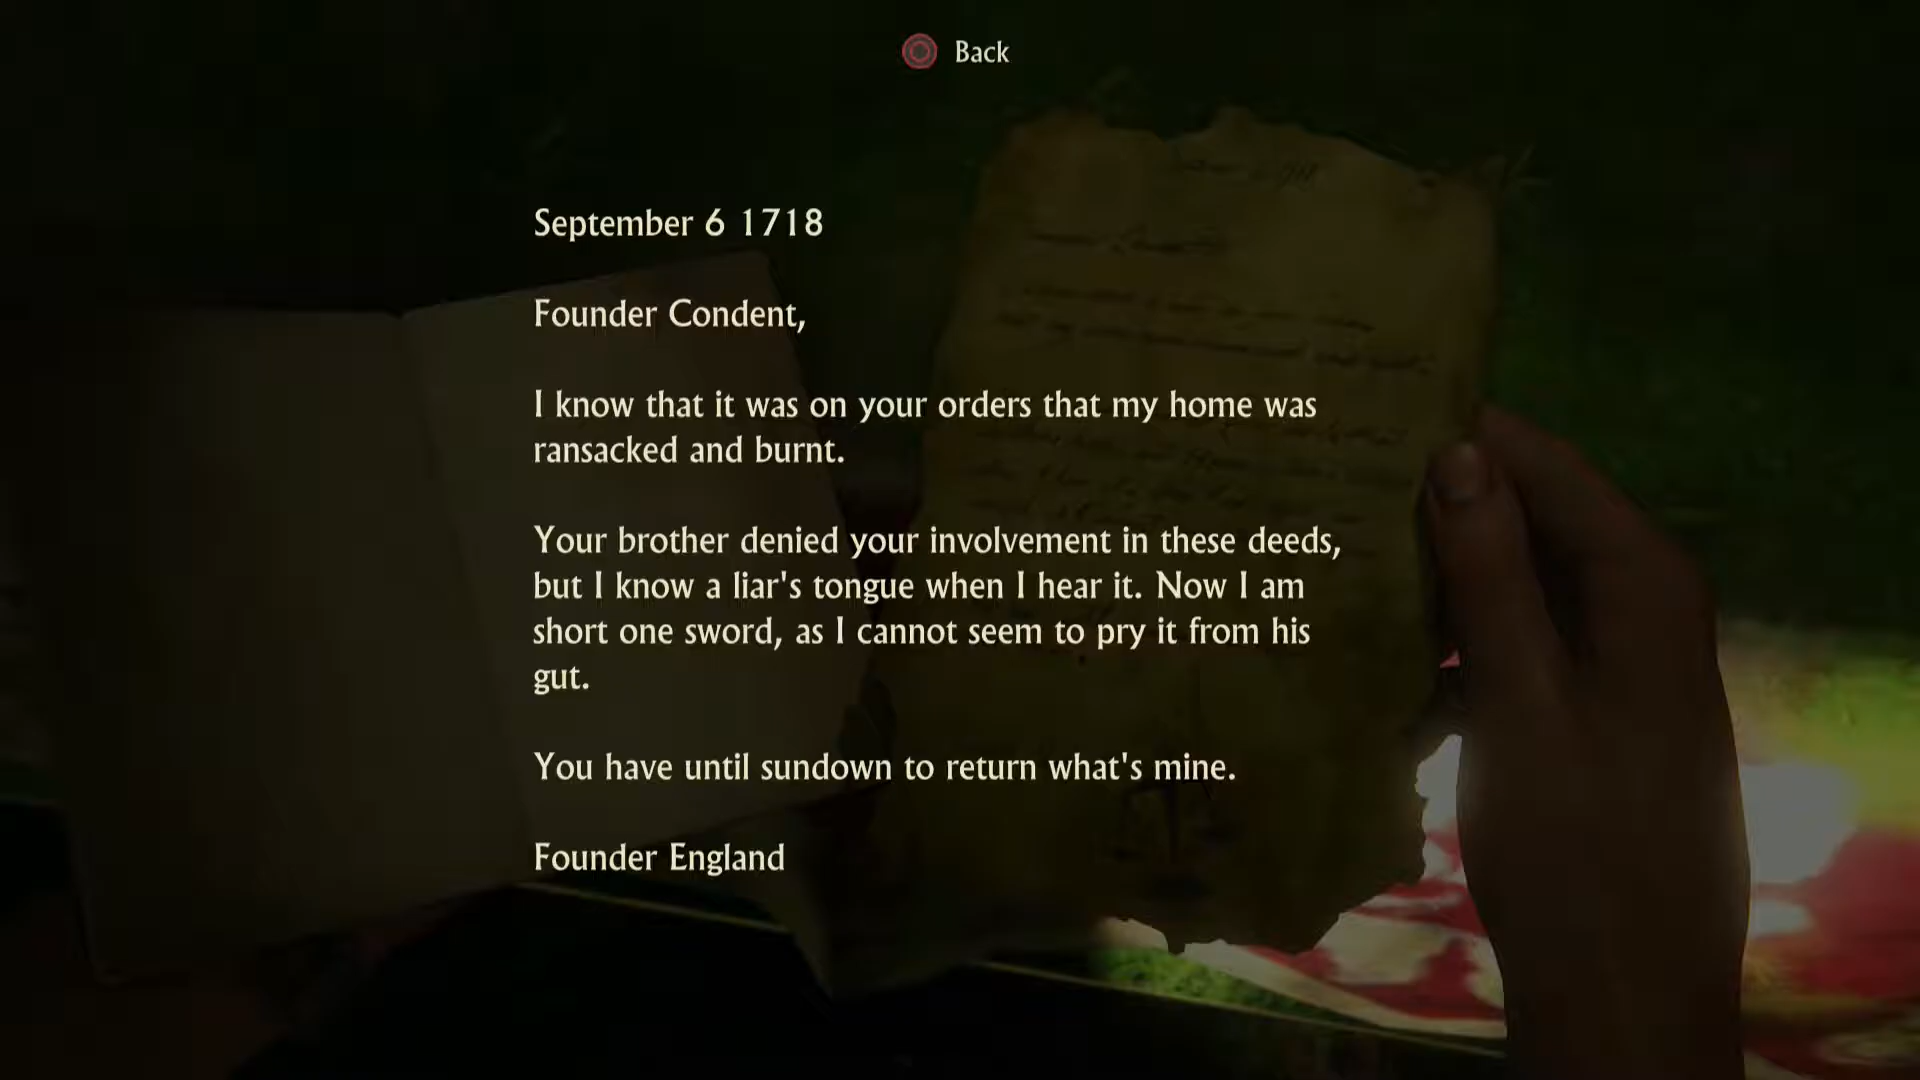 Back
September 6 1718
Founder Condent,
I know that it was on your orders that my home was
ransacked and burnt.
Your brother denied your involvement in these deeds,
but I know a liar's tongue when I hear it. Now I am
short one sword, as I cannot seem to pry it from his
gut.
You have until sundown to return what's mine.
Founder England